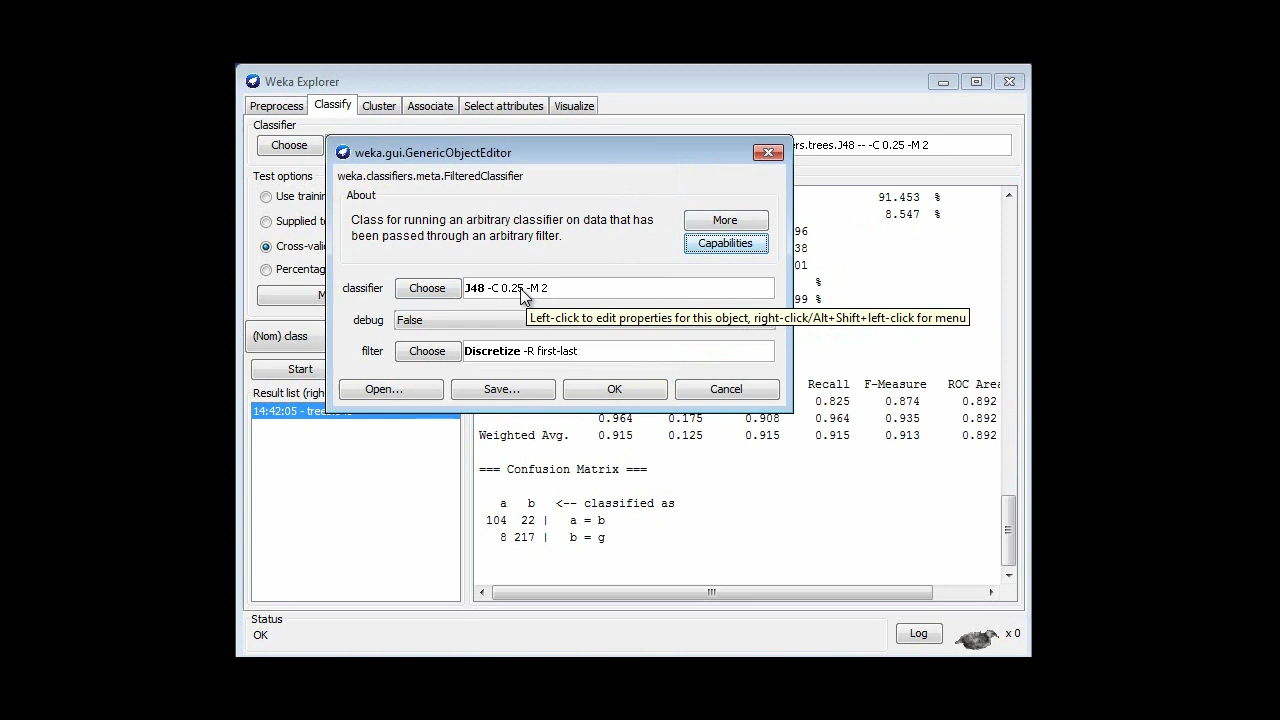 Weka Explorer
Preprocess Classify Cluster Associate Select attributes Visualize
Classifier
Choose
ers.trees.J48 -- -C 0.25 -M 2
weka.gui.GenericObjectEditor
weka.classifiers.meta.FilteredClassifier
About
Class for running an arbitrary classifier on data that has
been passed through an arbitrary filter.
More
Capabilities
classifier Choose J48 -C 0.25 -M 2
Left-click to edit properties for this object, right-click/Alt+Shift+left-click for menu
debug False
filter Choose Discretize -R first-last
Open... Save... OK Cancel
Test options
Use trainin
Supplied t
Cross-vali
Percentag
M
(Nom) class
Start
Result list (righ
14:42:05 - tree
91.453 %
8.547 %
96
38
01
%
99 %
Recall F-Measure ROC Area
0.825 0.874 0.892
0.964 0.175 0.908 0.964 0.935 0.892
Weighted Avg. 0.915 0.125 0.915 0.915 0.913 0.892
=== Confusion Matrix ===
a b <-- classified as
104 22 | a = b
8 217 | b = g
Status
OK
Log
x 0